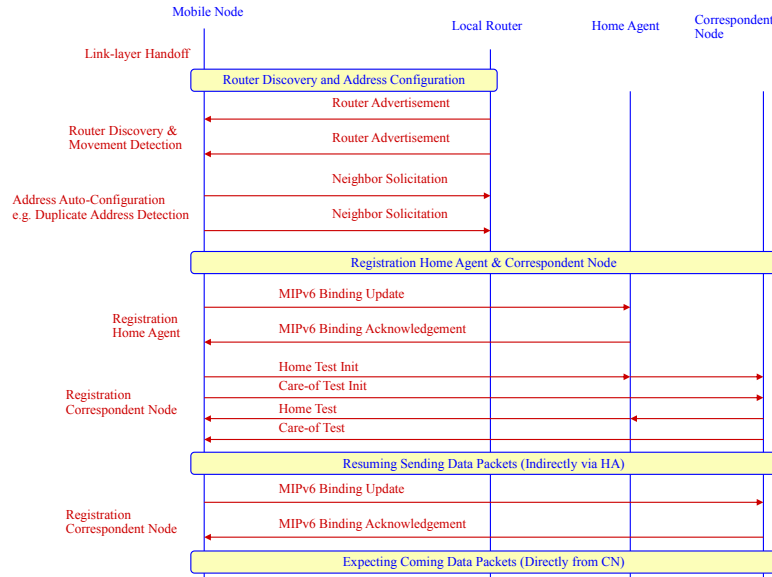 Mobile Node
Local Router
Home Agent
Correspondent
Node
Link-layer Handoff
Router Discovery and Address Configuration
Router Advertisement
Router Discovery &
Movement Detection
Router Advertisement
Neighbor Solicitation
Address Auto-Configuration
e.g. Duplicate Address Detection
Neighbor Solicitation
Registration Home Agent & Correspondent Node
MIPv6 Binding Update
Registration
Home Agent
MIPv6 Binding Acknowledgement
Home Test Init
Care-of Test Init
Registration
Correspondent Node
Home Test
Care-of Test
Resuming Sending Data Packets (Indirectly via HA)
MIPv6 Binding Update
Registration
Correspondent Node
MIPv6 Binding Acknowledgement
Expecting Coming Data Packets (Directly from CN)